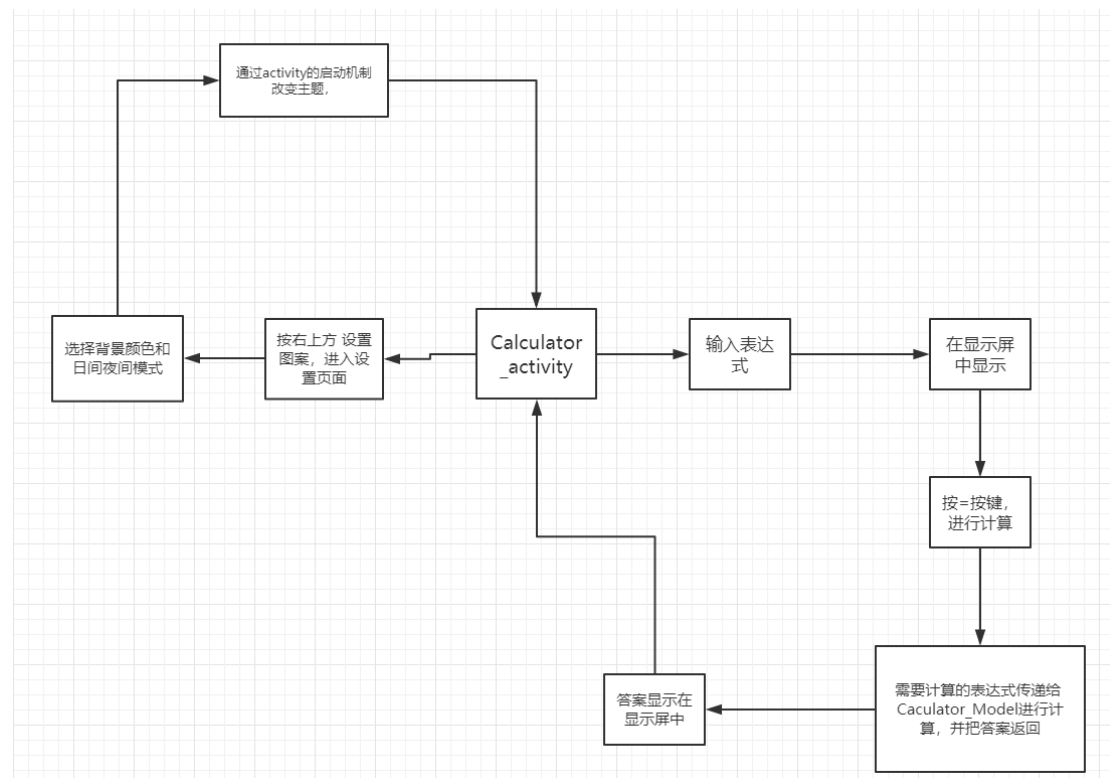 通过activity的启动机制
改变主题，
选择背景颜色和
日间夜间模式
按右上方 设置
图案，进入设
置页面
Calculator
_activity
输入表达
式
在显示屏
中显示
按=按键，
进行计算
需要计算的表达式传递给
Caculator_Model进行计
算，并把答案返回
答案显示在
显示屏中